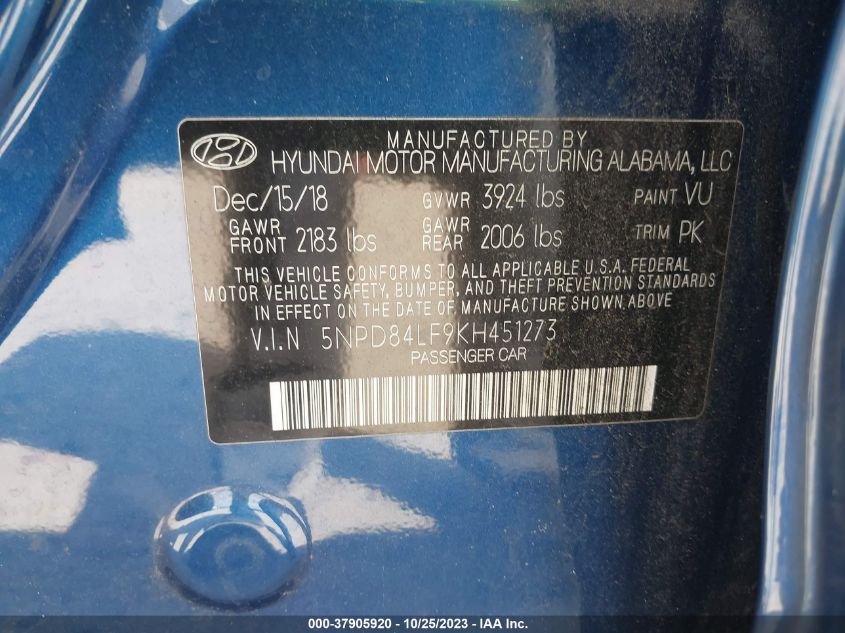 MANUFACTURED BY
HYUNDAI MOTOR MANUFACTURING ALABAMA, LLC
Dec/15/18 GVWR 3924 lbs PAINT VU
GAWR FRONT 2183 lbs GAWR REAR 2006 lbs TRIM PK
THIS VEHICLE CONFORMS TO ALL APPLICABLE U.S.A. FEDERAL
MOTOR VEHICLE SAFETY, BUMPER, AND THEFT PREVENTION STANDARDS
IN EFFECT ON THE DATE OF MANUFACTURE SHOWN ABOVE
V.I.N 5NPD84LF9KH451273
PASSENGER CAR
000-37905920 - 10/25/2023 - IAA Inc.